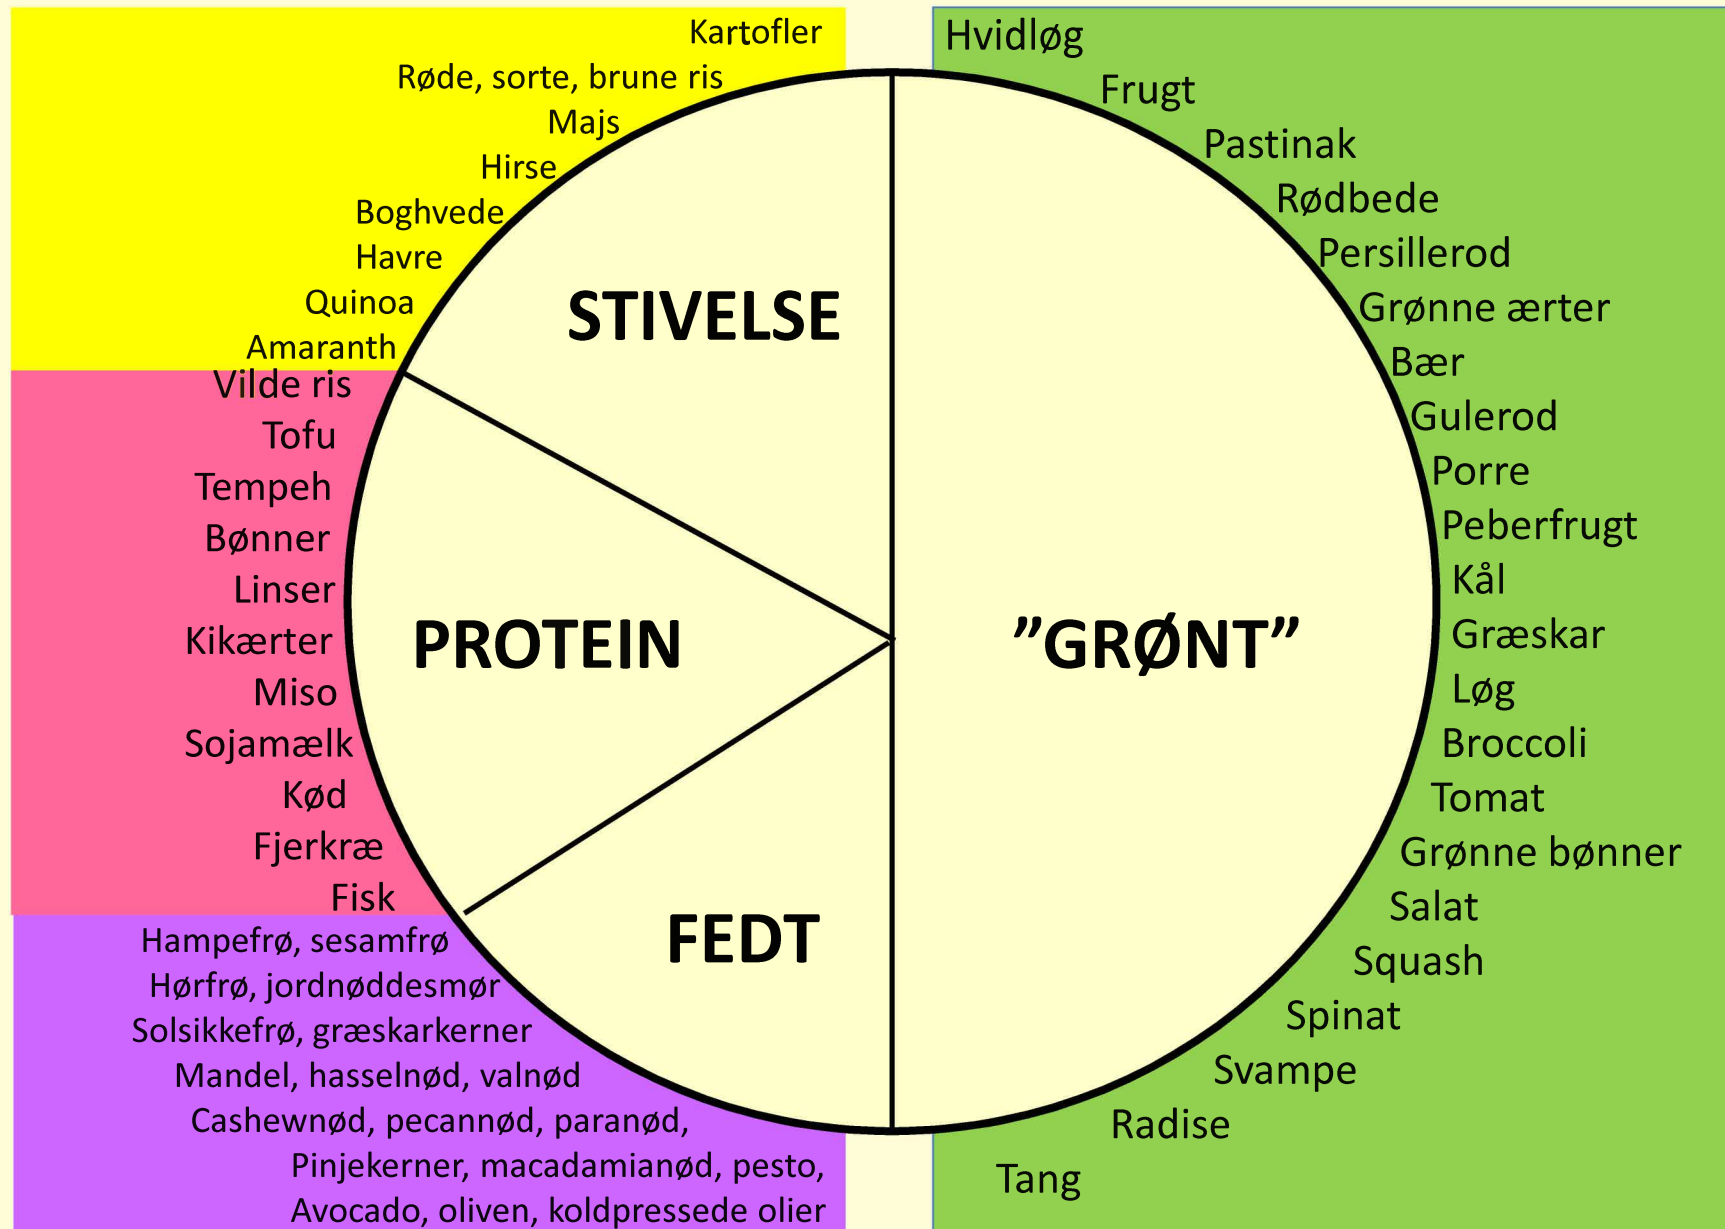 Kartofler
Røde, sorte, brune ris
Majs
Hirse
Boghvede
Havre
Quinoa
Amaranth
STIVELSE
Vilde ris
Tofu
Tempeh
Bønner
Linser
Kikærter
Miso
Sojamælk
Kød
Fjerkræ
Fisk
PROTEIN
Hampefrø, sesamfrø
Hørfrø, jordnøddesmør
Solsikkefrø, græskarkerner
Mandel, hasselnød, valnød
Cashewnød, pecannød, paranød,
Pinjekerner, macadamianød, pesto,
Avocado, oliven, koldpressede olier
FEDT
Hvidløg
Frugt
Pastinak
Rødbede
Persillerod
Grønne ærter
Bær
Gulerod
Porre
Peberfrugt
Kål
Græskar
Løg
Broccoli
Tomat
Grønne bønner
Salat
Squash
Spinat
Svampe
Radise
Tang
”GRØNT”